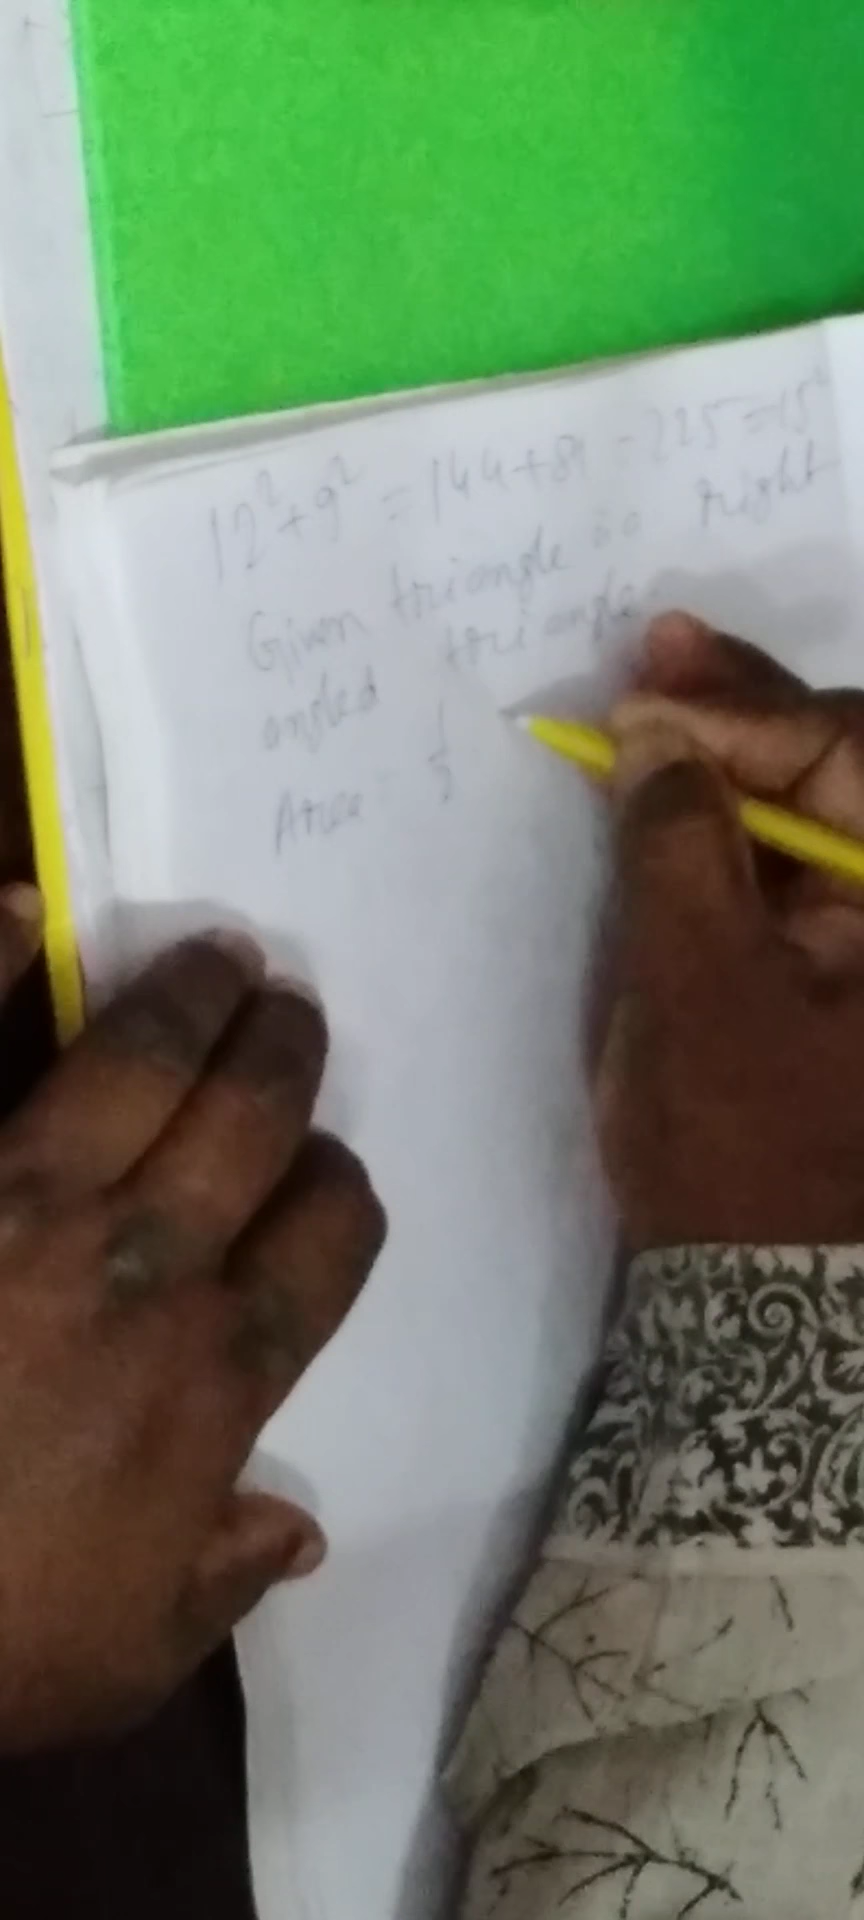 12² + 9² = 144 + 81 = 225 = 15²
Given triangle is right
angled triangle
Area = 1/2